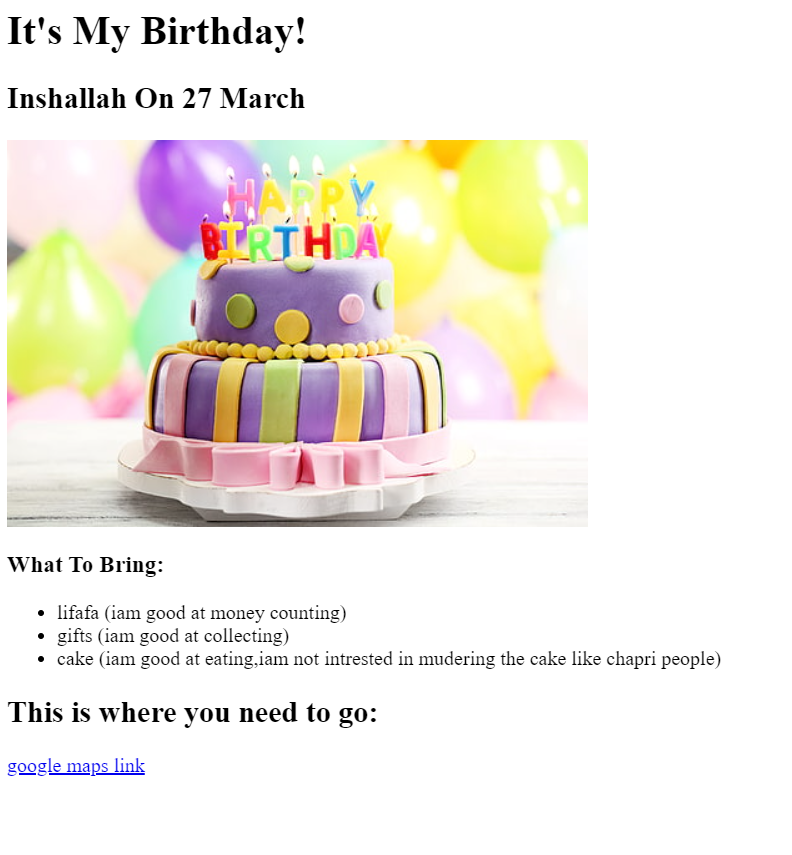 It's My Birthday!
Inshallah On 27 March
HAPPY
BIRTHDAY
What To Bring:
lifafa (iam good at money counting)
gifts (iam good at collecting)
cake (iam good at eating,iam not intrested in mudering the cake like chapri people)
This is where you need to go:
google maps link